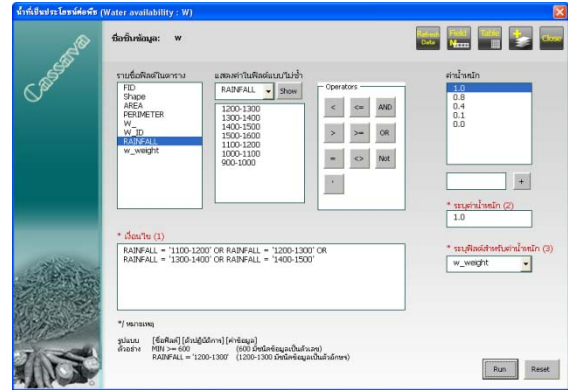 น้ำที่เป็นประโยชน์ต่อพืช (Water availability : W)
Cassava
ชื่อชั้นข้อมูล: w
Refresh Data
Field
Table
Close
รายชื่อฟิลด์ในตาราง
FID
Shape
AREA
PERIMETER
W_
W_ID
RAINFALL
w_weight
แสดงค่าในฟิลด์แบบไม่ซ้ำ
RAINFALL Show
1200-1300
1300-1400
1400-1500
1500-1600
1100-1200
1000-1100
900-1000
Operators
< <= AND
> >= OR
= <> Not
'
ค่าน้ำหนัก
1.0
0.8
0.4
0.1
0.0
+
* ระบุค่าน้ำหนัก (2)
1.0
* ระบุฟิลด์สำหรับค่าน้ำหนัก (3)
w_weight
* เงื่อนไข (1)
RAINFALL = '1100-1200' OR RAINFALL = '1200-1300' OR
RAINFALL = '1300-1400' OR RAINFALL = '1400-1500'
*/ หมายเหตุ
รูปแบบ [ชื่อฟิลด์] [ตัวปฏิบัติการ] [ค่าข้อมูล]
ตัวอย่าง MIN >= 600 (600 มีชนิดข้อมูลเป็นตัวเลข)
RAINFALL = '1200-1300' (1200-1300 มีชนิดข้อมูลเป็นตัวอักษร)
Run Reset